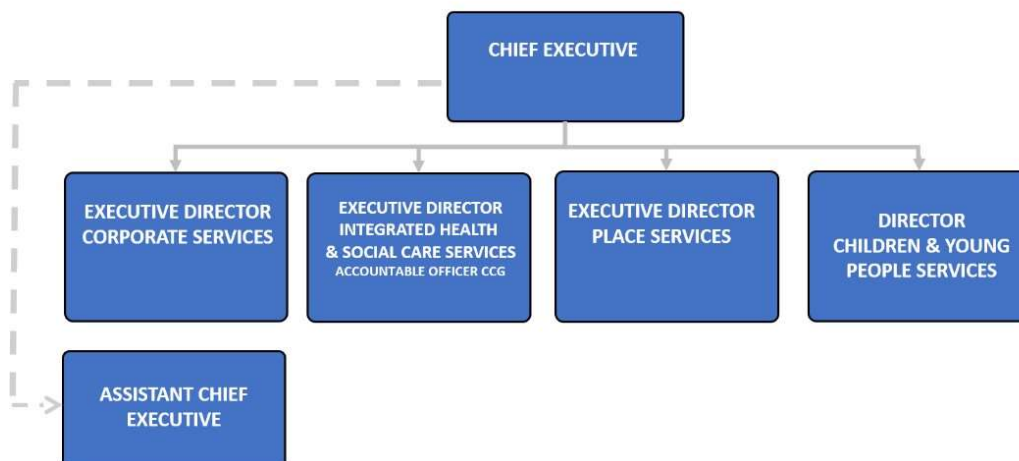 CHIEF EXECUTIVE
EXECUTIVE DIRECTOR
CORPORATE SERVICES
EXECUTIVE DIRECTOR
INTEGRATED HEALTH
& SOCIAL CARE SERVICES
ACCOUNTABLE OFFICER CCG
EXECUTIVE DIRECTOR
PLACE SERVICES
DIRECTOR
CHILDREN & YOUNG
PEOPLE SERVICES
ASSISTANT CHIEF
EXECUTIVE